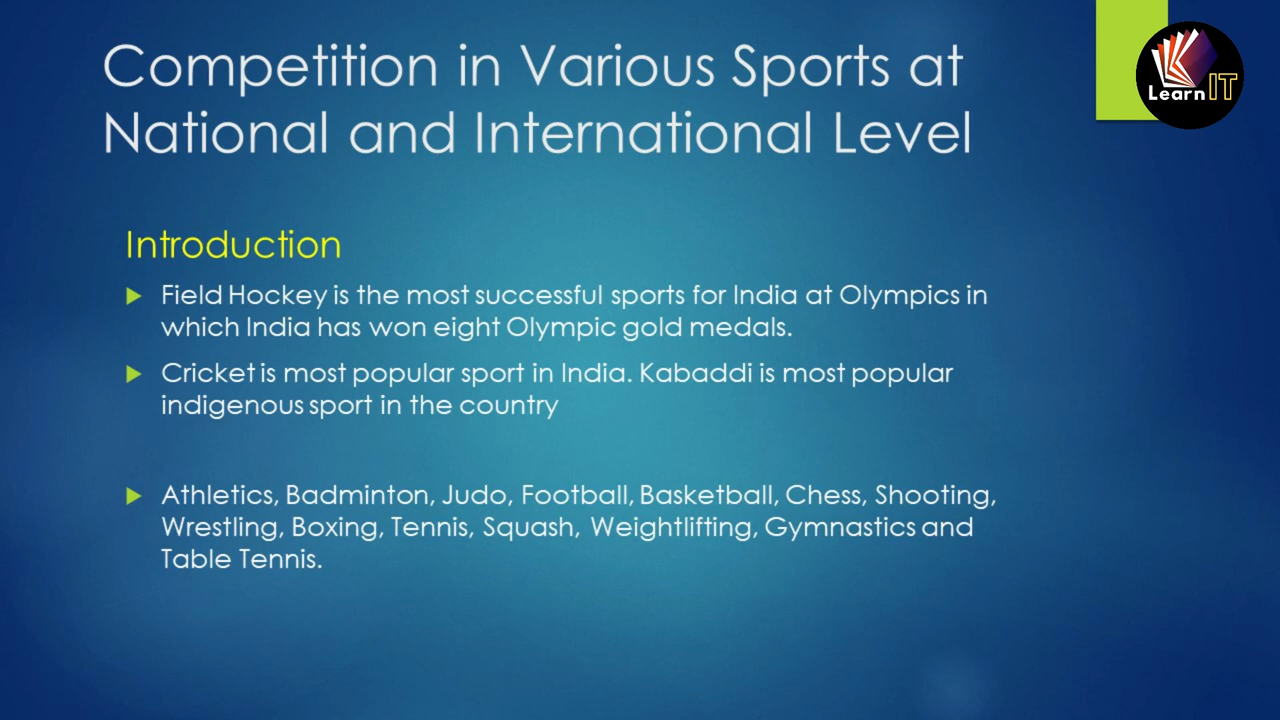 Competition in Various Sports at
National and International Level
Learn IT
Introduction
Field Hockey is the most successful sports for India at Olympics in
which India has won eight Olympic gold medals.
Cricket is most popular sport in India. Kabaddi is most popular
indigenous sport in the country
Athletics, Badminton, Judo, Football, Basketball, Chess, Shooting,
Wrestling, Boxing, Tennis, Squash, Weightlifting, Gymnastics and
Table Tennis.